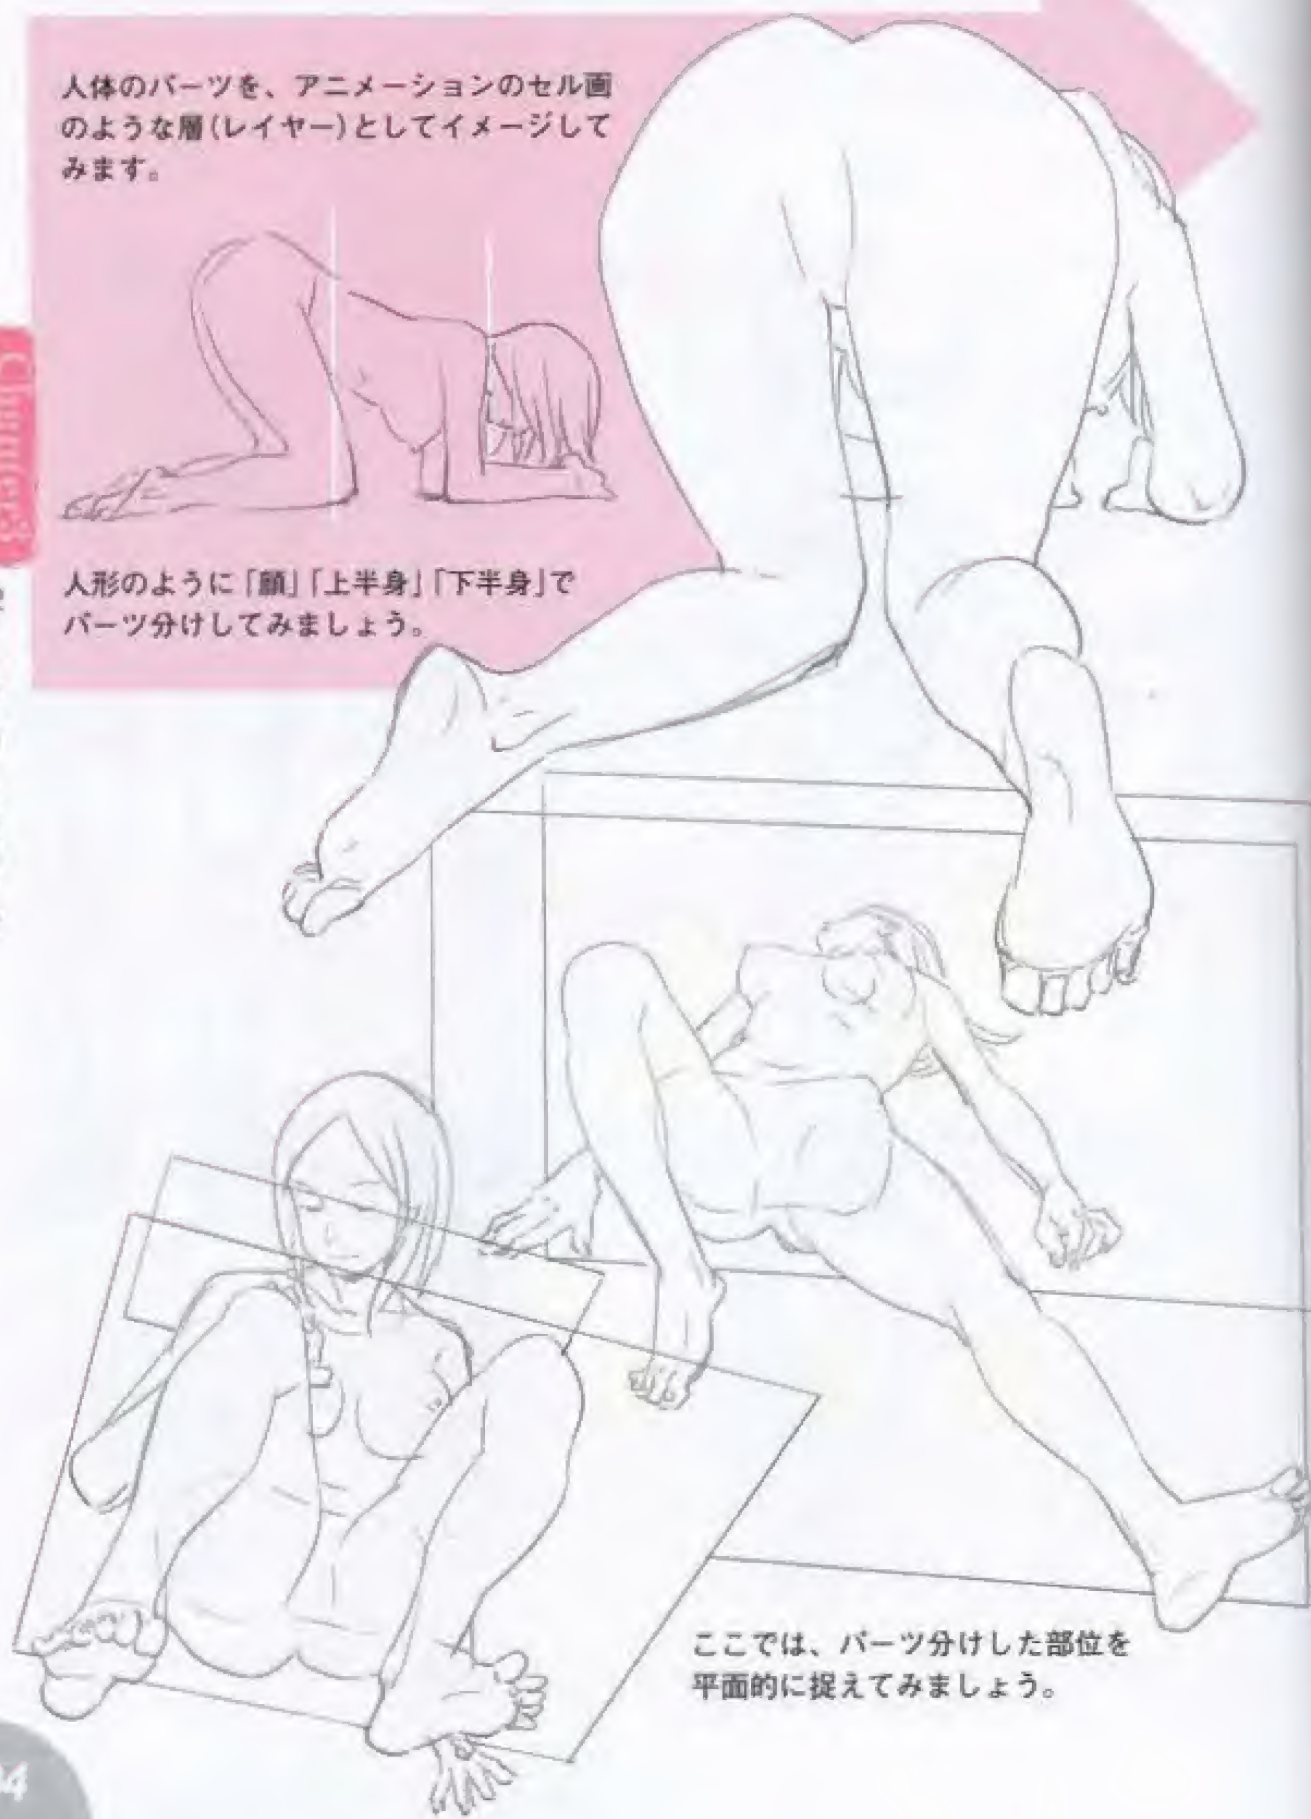 人体のパーツを、アニメーションのセル画
のような層（レイヤー）としてイメージして
みます。
Chapter3
人形のように「顔」「上半身」「下半身」で
パーツ分けしてみましょう。
ここでは、パーツ分けした部位を
平面的に捉えてみましょう。